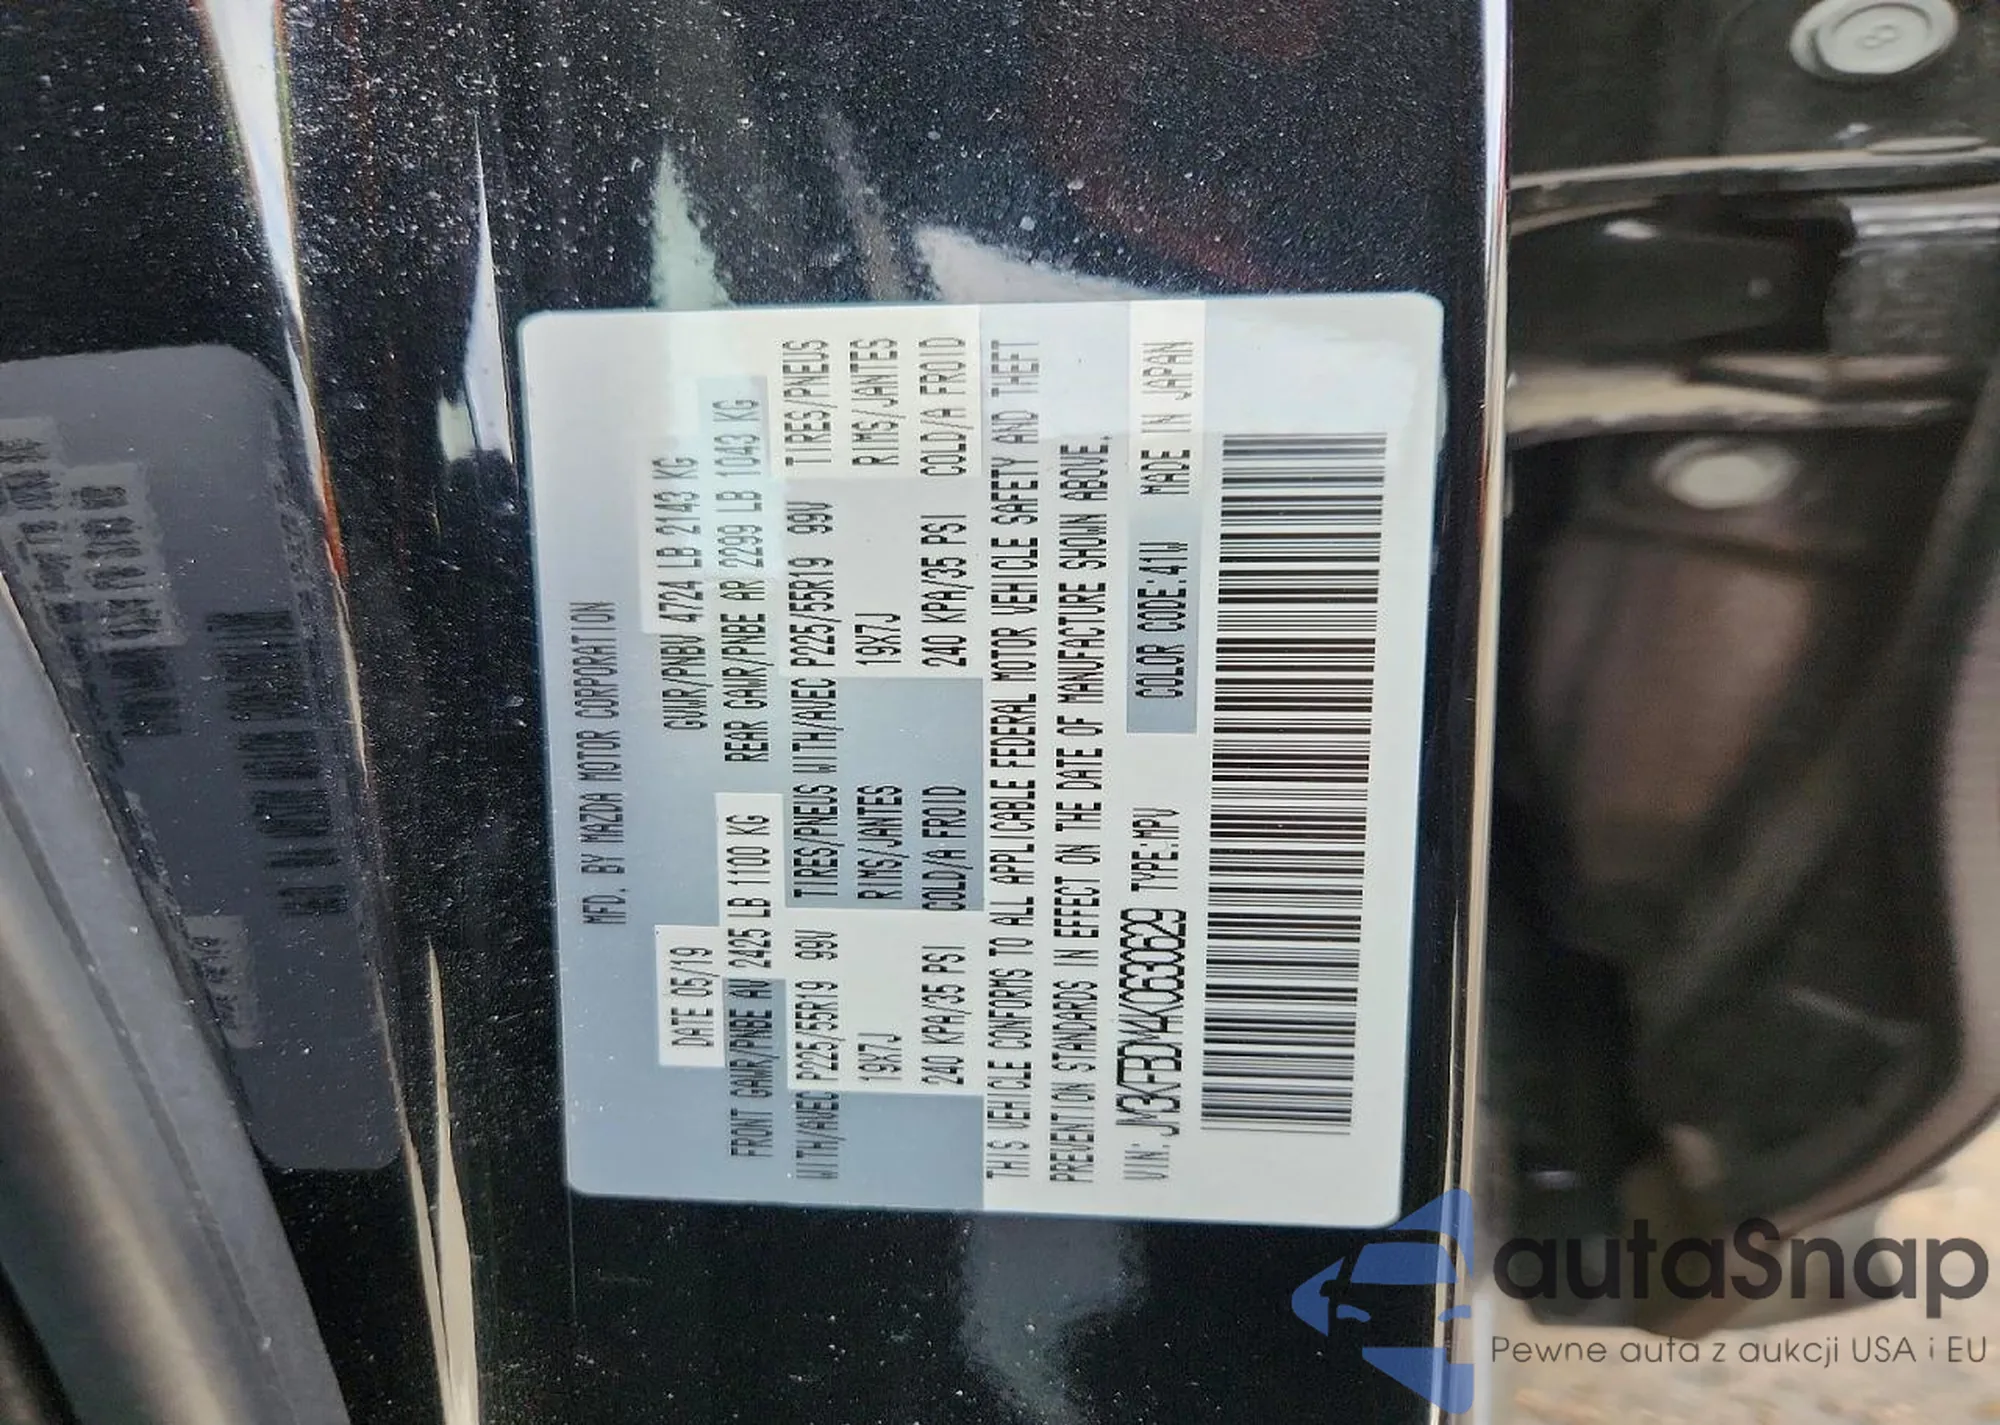 MFD. BY MAZDA MOTOR CORPORATION
DATE 05/19 GVWR/PNBV 4724 LB 2143 KG
FRONT GAWR/PNBE AV 2425 LB 1100 KG REAR GAWR/PNBE AR 2299 LB 1043 KG
WITH/AVEC P225/55R19 99V TIRES/PNEUS WITH/AVEC P225/55R19 99V TIRES/PNEUS
19X7J RIMS/JANTES 19X7J RIMS/JANTES
240 KPA/35 PSI COLD/A FROID 240 KPA/35 PSI COLD/A FROID
THIS VEHICLE CONFORMS TO ALL APPLICABLE FEDERAL MOTOR VEHICLE SAFETY AND THEFT
PREVENTION STANDARDS IN EFFECT ON THE DATE OF MANUFACTURE SHOWN ABOVE.
VIN: JM3KFBDM4K0630629 TYPE:MPV COLOR CODE:41W MADE IN JAPAN
autaSnap
Pewne auta z aukcji USA i EU